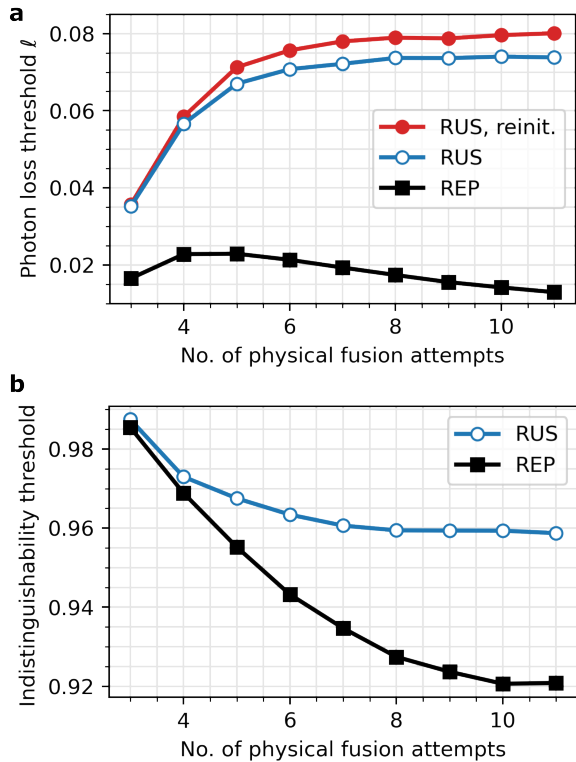 a
Photon loss threshold ℓ
0.08
0.06
0.04
0.02
RUS, reinit.
RUS
REP
4 6 8 10
No. of physical fusion attempts
b
Indistinguishability threshold
0.98
0.96
0.94
0.92
RUS
REP
4 6 8 10
No. of physical fusion attempts